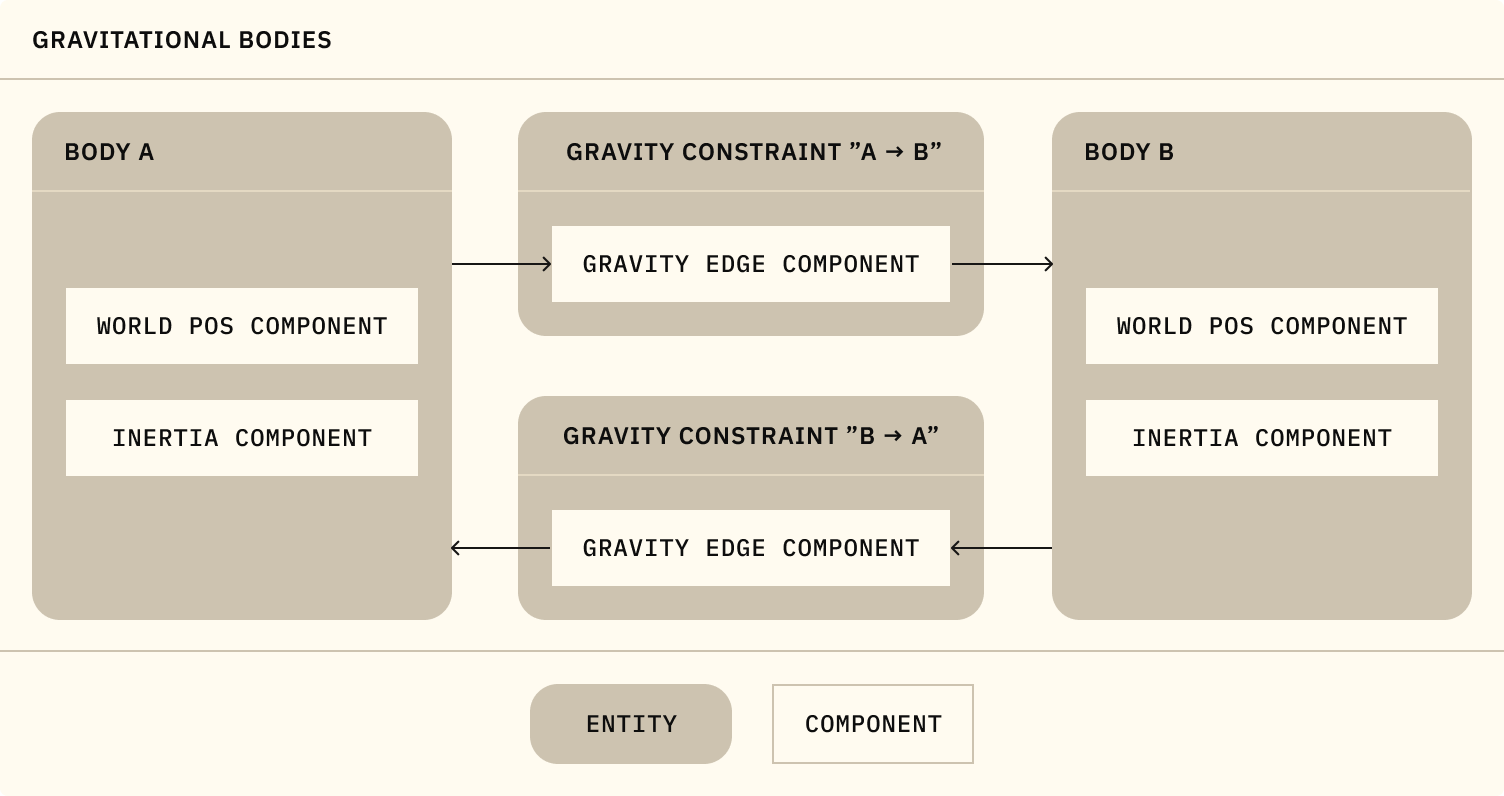 GRAVITATIONAL BODIES
BODY A
WORLD POS COMPONENT
INERTIA COMPONENT
GRAVITY CONSTRAINT ”A → B”
GRAVITY EDGE COMPONENT
GRAVITY CONSTRAINT ”B → A”
GRAVITY EDGE COMPONENT
BODY B
WORLD POS COMPONENT
INERTIA COMPONENT
ENTITY
COMPONENT